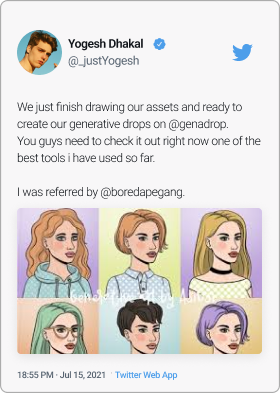 Yogesh Dhakal
@_justYogesh
We just finish drawing our assets and ready to
create our generative drops on @genadrop.
You guys need to check it out right now one of the
best tools i have used so far.
I was referred by @boredapegang.
18:55 PM · Jul 15, 2021 · Twitter Web App